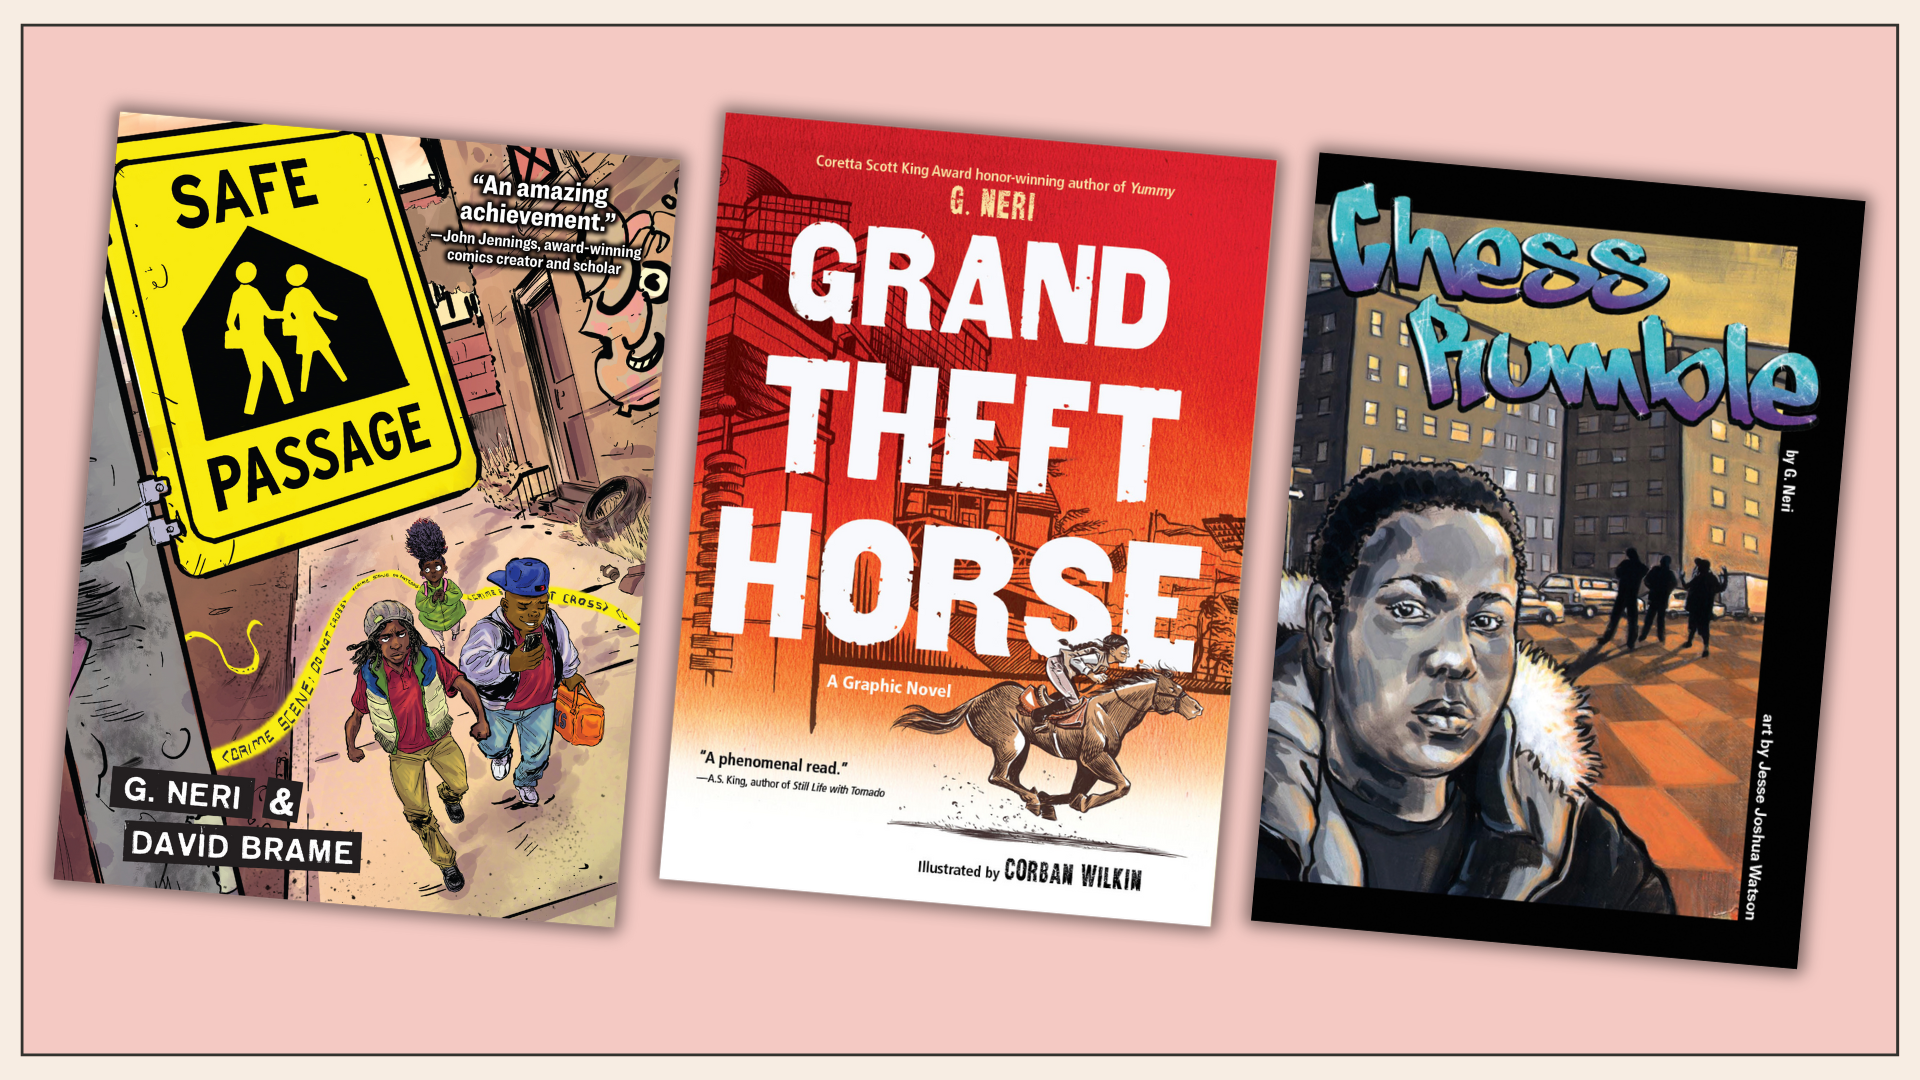 SAFE
PASSAGE
“An amazing
achievement.”
—John Jennings, award-winning
comics creator and scholar
CRIME SCENE: DO NOT CROSS
G. NERI &
DAVID BRAME
Coretta Scott King Award honor-winning author of Yummy
G. NERI
GRAND
THEFT
HORSE
A Graphic Novel
“A phenomenal read.”
—A.S. King, author of Still Life with Tornado
Illustrated by CORBAN WILKIN
Chess
Rumble
by G. Neri
art by Jesse Joshua Watson